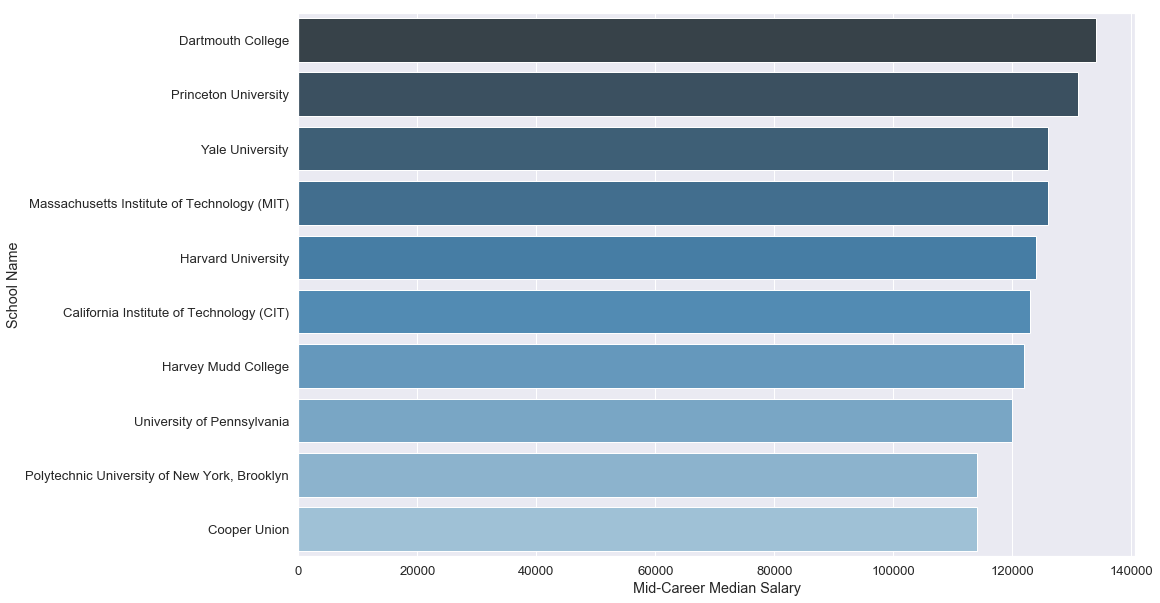 School Name
Dartmouth College
Princeton University
Yale University
Massachusetts Institute of Technology (MIT)
Harvard University
California Institute of Technology (CIT)
Harvey Mudd College
University of Pennsylvania
Polytechnic University of New York, Brooklyn
Cooper Union
0 20000 40000 60000 80000 100000 120000 140000
Mid-Career Median Salary